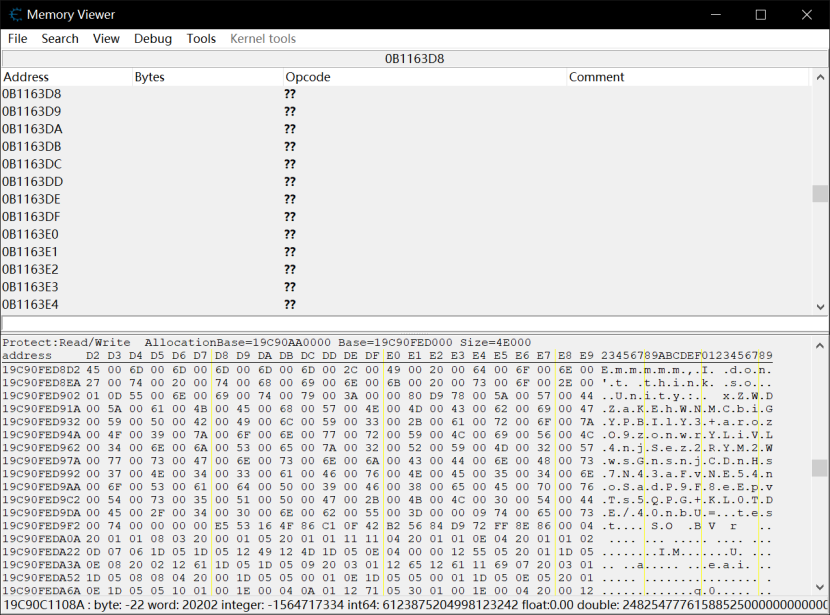 Memory Viewer
File Search View Debug Tools Kernel tools
0B1163D8
Address Bytes Opcode Comment
0B1163D8 ??
0B1163D9 ??
0B1163DA ??
0B1163DB ??
0B1163DC ??
0B1163DD ??
0B1163DE ??
0B1163DF ??
0B1163E0 ??
0B1163E1 ??
0B1163E2 ??
0B1163E3 ??
0B1163E4 ??
Protect:Read/Write AllocationBase=19C90AA0000 Base=19C90FED000 Size=4E000
address D2 D3 D4 D5 D6 D7 D8 D9 DA DB DC DD DE DF E0 E1 E2 E3 E4 E5 E6 E7 E8 E9 23456789ABCDEF0123456789
19C90FED8D2 45 00 6D 00 6D 00 6D 00 6D 00 2C 00 49 00 20 00 64 00 6F 00 6E 00 E.m.m.m.m.,.I. .d.o.n.
19C90FED8EA 27 00 74 00 20 00 74 00 68 00 69 00 6E 00 6B 00 20 00 73 00 6F 00 2E 00 '.t. .t.h.i.n.k. .s.o...
19C90FED902 01 0D 55 00 6E 00 69 00 74 00 79 00 3A 00 00 80 D9 78 00 5A 00 57 00 44 ..U.n.i.t.y.:... x.Z.W.D
19C90FED91A 00 5A 00 61 00 4B 00 45 00 68 00 57 00 4E 00 4D 00 43 00 62 00 69 00 47 .Z.a.K.E.h.W.N.M.C.b.i.G
19C90FED932 00 59 00 50 00 42 00 49 00 6C 00 59 00 33 00 2B 00 61 00 72 00 6F 00 7A .Y.P.B.I.l.Y.3.+.a.r.o.z
19C90FED94A 00 4F 00 39 00 7A 00 6F 00 6E 00 77 00 72 00 59 00 4C 00 69 00 56 00 4C .O.9.z.o.n.w.r.Y.L.i.V.L
19C90FED962 00 34 00 6E 00 6A 00 53 00 65 00 7A 00 32 00 52 00 59 00 4D 00 32 00 57 .4.n.j.S.e.z.2.R.Y.M.2.W
19C90FED97A 00 77 00 73 00 47 00 6E 00 73 00 6E 00 6A 00 43 00 44 00 6E 00 48 00 73 .w.s.G.n.s.n.j.C.D.n.H.s
19C90FED992 00 37 00 4E 00 34 00 33 00 61 00 46 00 76 00 4E 00 45 00 35 00 34 00 6E .7.N.4.3.a.F.v.N.E.5.4.n
19C90FED9AA 00 6F 00 53 00 61 00 64 00 50 00 39 00 46 00 38 00 65 00 45 00 70 00 76 .o.S.a.d.P.9.F.8.e.E.p.v
19C90FED9C2 00 54 00 73 00 35 00 51 00 50 00 47 00 2B 00 4B 00 4C 00 30 00 54 00 44 .T.s.5.Q.P.G.+.K.L.0.T.D
19C90FED9DA 00 45 00 2F 00 34 00 30 00 6E 00 62 00 55 00 3D 00 00 09 74 00 65 00 73 .E./.4.0.n.b.U.=...t.e.s
19C90FED9F2 00 74 00 00 00 00 E5 53 16 4F 86 C1 0F 42 B2 56 84 D9 72 FF 8E 86 00 04 .t.... S.O .BV r ...
19C90FEDA0A 20 01 01 08 03 20 00 01 05 20 01 01 11 11 04 20 01 01 0E 04 20 01 01 02
19C90FEDA22 0D 07 06 1D 05 1D 05 12 49 12 4D 1D 05 0E 04 00 00 12 55 05 20 01 1D 05 ........I.M.......U. ...
19C90FEDA3A 0E 08 20 02 12 61 1D 05 1D 05 09 20 03 01 12 65 12 61 11 69 07 20 03 01
19C90FEDA52 1D 05 08 08 04 20 00 1D 05 05 00 01 0E 1D 05 05 00 01 1D 05 0E 05 20 01
19C90FEDA6A 0E 1D 05 05 10 01 00 1E 00 04 0A 01 12 71 05 30 01 00 1E 00 04 20 00 12
19C90C1108A : byte: -22 word: 20202 integer: -1564717334 int64: 6123875204998123242 float:0.00 double: 24825477761588525000000000000